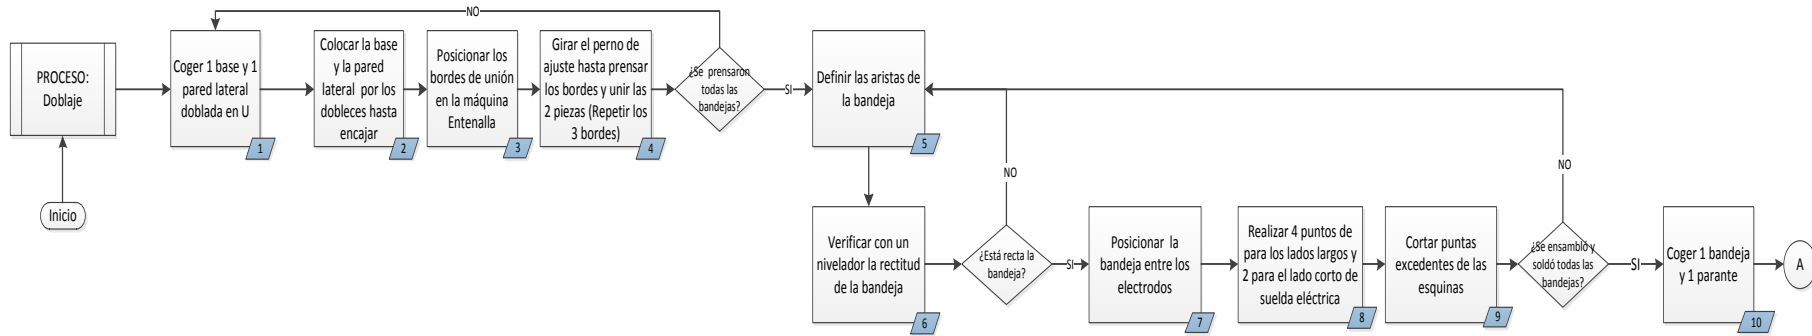 NO
PROCESO:
Doblaje
Inicio
Coger 1 base y 1
pared lateral
doblada en U
1
Colocar la base
y la pared
lateral por los
dobleces hasta
encajar
2
Posicionar los
bordes de unión
en la máquina
Entenalla
3
Girar el perno de
ajuste hasta prensar
los bordes y unir las
2 piezas (Repetir los
3 bordes)
4
¿Se prensaron
todas las
bandejas?
SI
Definir las aristas de
la bandeja
5
Verificar con un
nivelador la rectitud
de la bandeja
6
¿Está recta la
bandeja?
NO
SI
Posicionar la
bandeja entre los
electrodos
7
Realizar 4 puntos de
para los lados largos y
2 para el lado corto de
suelda eléctrica
8
Cortar puntas
excedentes de las
esquinas
9
¿Se ensambló y
soldó todas las
bandejas?
NO
SI
Coger 1 bandeja
y 1 parante
10
A